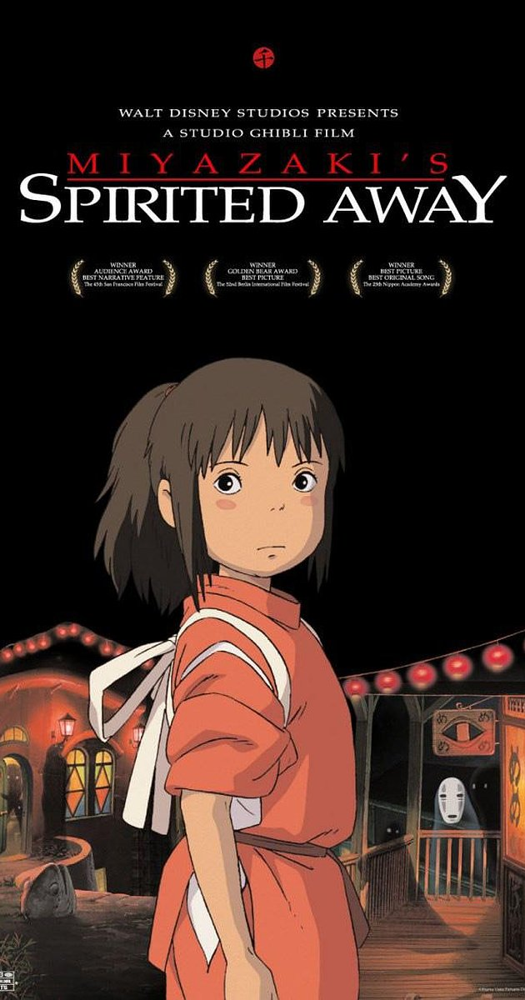 千
WALT DISNEY STUDIOS PRESENTS
A STUDIO GHIBLI FILM
MIYAZAKI'S
SPIRITED AWAY
WINNER
AUDIENCE AWARD
BEST NARRATIVE FEATURE
The 45th San Francisco Film Festival
WINNER
GOLDEN BEAR AWARD
BEST PICTURE
The 52nd Berlin International Film Festival
WINNER
BEST PICTURE
BEST ORIGINAL SONG
The 25th Nippon Academy Awards
め め